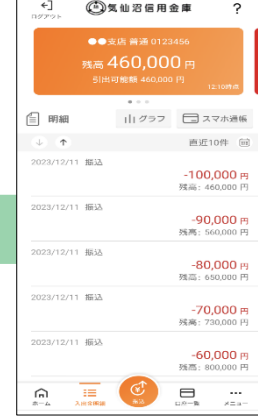 ログアウト
気仙沼信用金庫
?
●●支店 普通 0123456
残高 460,000 円
引出可能額 460,000 円
12:10時点
明細
グラフ
スマホ通帳
直近10件
2023/12/11 振込
-100,000 円
残高: 460,000 円
2023/12/11 振込
-90,000 円
残高: 560,000 円
2023/12/11 振込
-80,000 円
残高: 650,000 円
2023/12/11 振込
-70,000 円
残高: 730,000 円
2023/12/11 振込
-60,000 円
残高: 800,000 円
ホーム
入出金明細
振込
口座一覧
メニュー